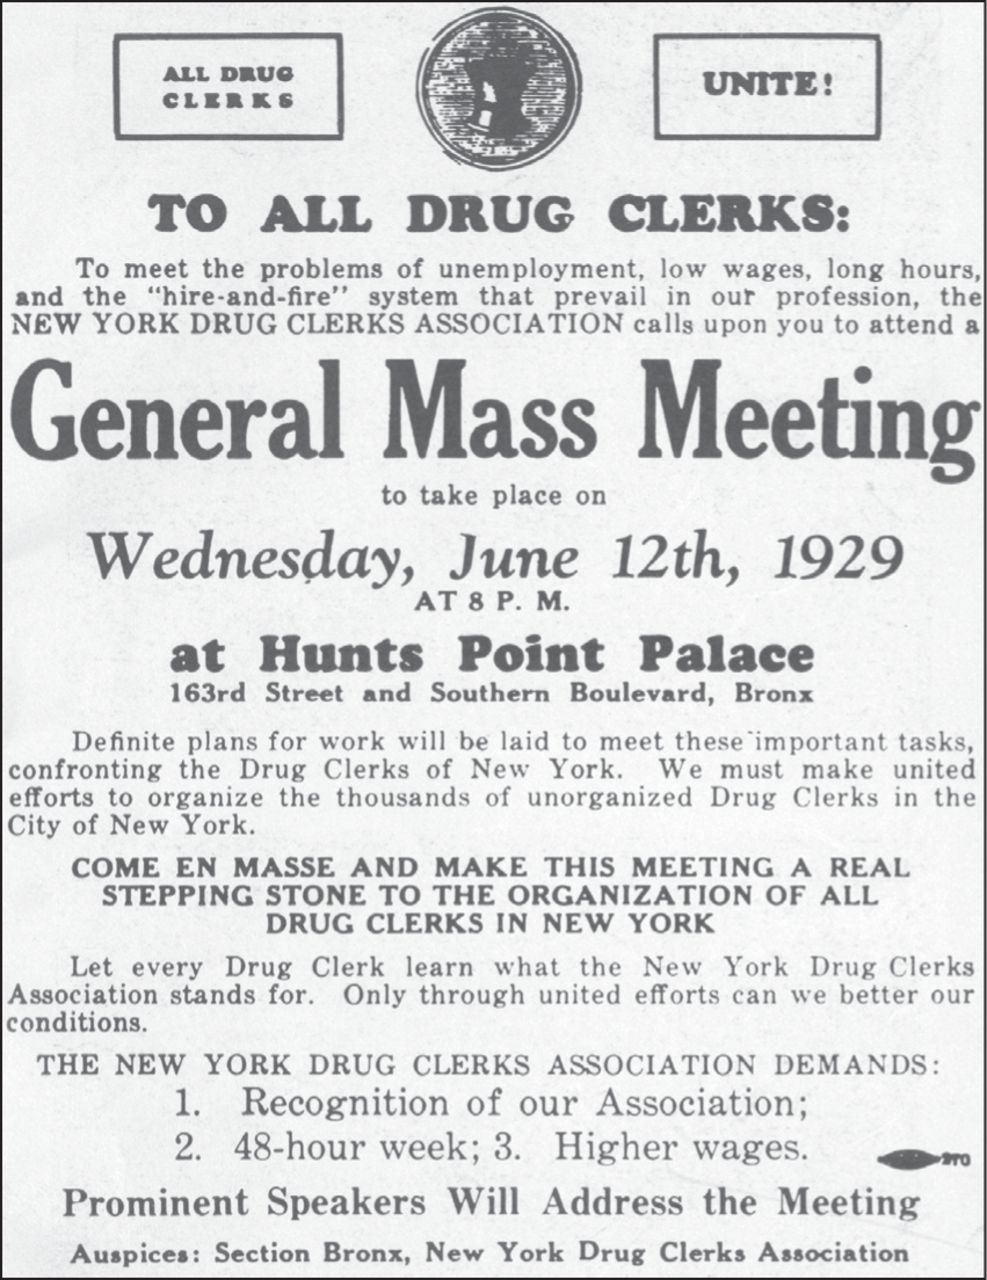 ALL DRUG
CLERKS
UNITE!
TO ALL DRUG CLERKS:
To meet the problems of unemployment, low wages, long hours,
and the “hire-and-fire” system that prevail in our profession, the
NEW YORK DRUG CLERKS ASSOCIATION calls upon you to attend a
General Mass Meeting
to take place on
Wednesday, June 12th, 1929
AT 8 P. M.
at Hunts Point Palace
163rd Street and Southern Boulevard, Bronx
Definite plans for work will be laid to meet these important tasks,
confronting the Drug Clerks of New York. We must make united
efforts to organize the thousands of unorganized Drug Clerks in the
City of New York.
COME EN MASSE AND MAKE THIS MEETING A REAL
STEPPING STONE TO THE ORGANIZATION OF ALL
DRUG CLERKS IN NEW YORK
Let every Drug Clerk learn what the New York Drug Clerks
Association stands for. Only through united efforts can we better our
conditions.
THE NEW YORK DRUG CLERKS ASSOCIATION DEMANDS:
1. Recognition of our Association;
2. 48-hour week; 3. Higher wages.
Prominent Speakers Will Address the Meeting
Auspices: Section Bronx, New York Drug Clerks Association